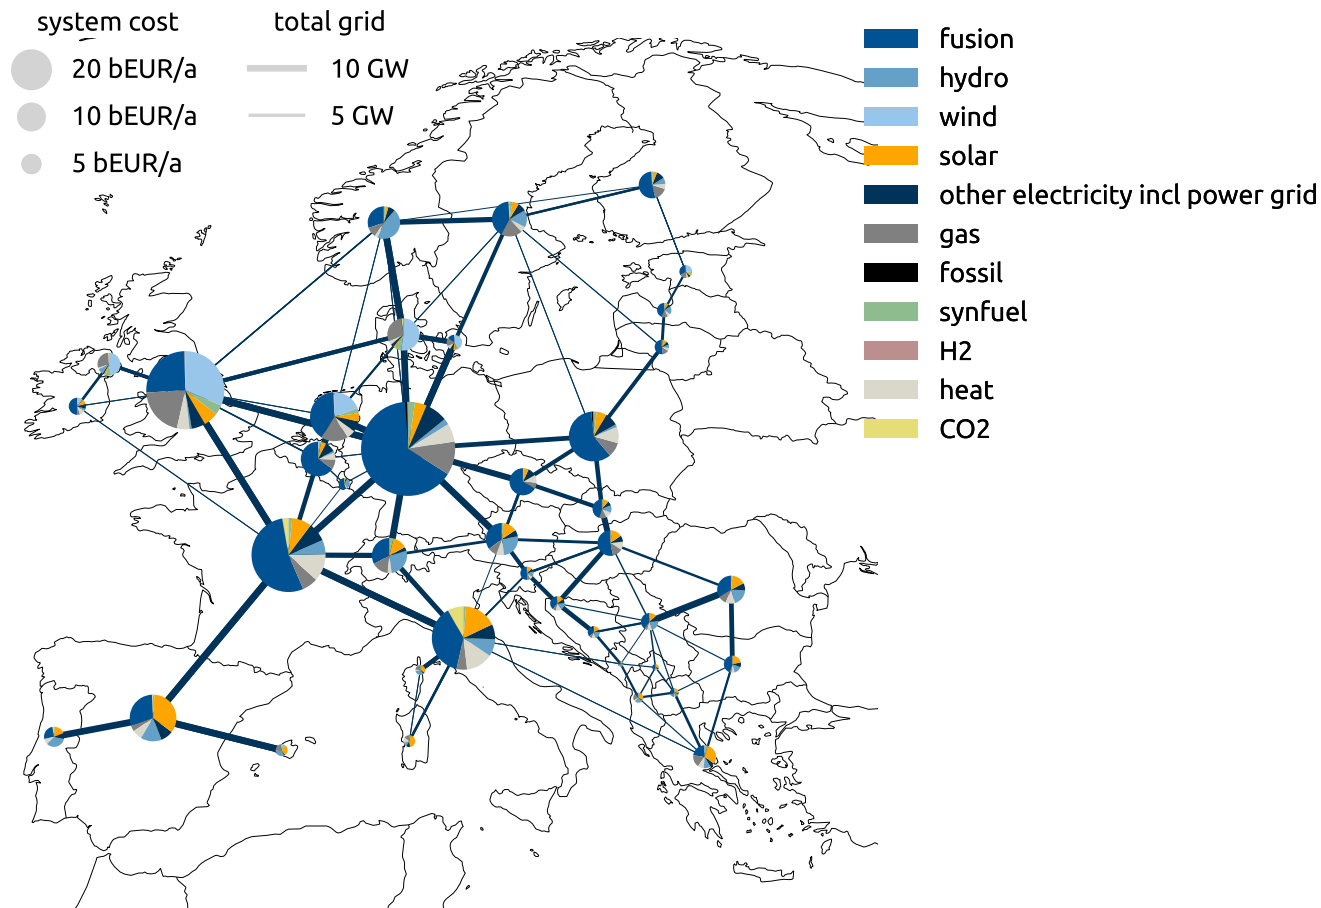 system cost
20 bEUR/a
10 bEUR/a
5 bEUR/a
total grid
10 GW
5 GW
fusion
hydro
wind
solar
other electricity incl power grid
gas
fossil
synfuel
H2
heat
CO2